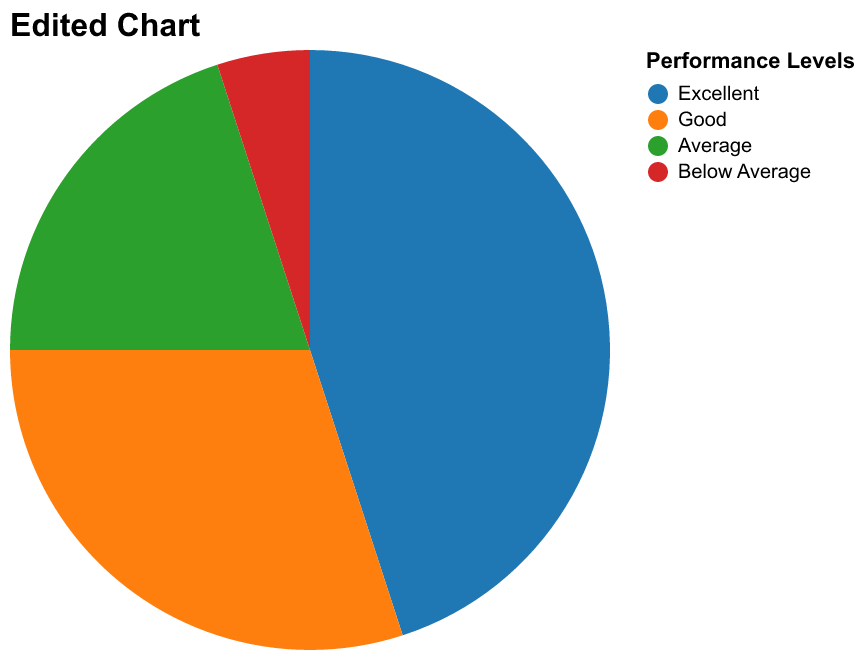 Edited Chart
Performance Levels
Excellent
Good
Average
Below Average